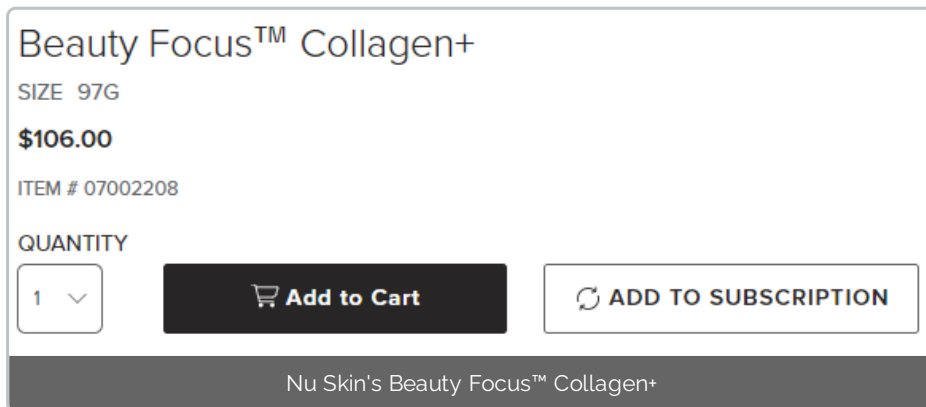 Beauty Focus™ Collagen+
SIZE 97G
$106.00
ITEM # 07002208
QUANTITY
1 Add to Cart ADD TO SUBSCRIPTION
Nu Skin's Beauty Focus™ Collagen+